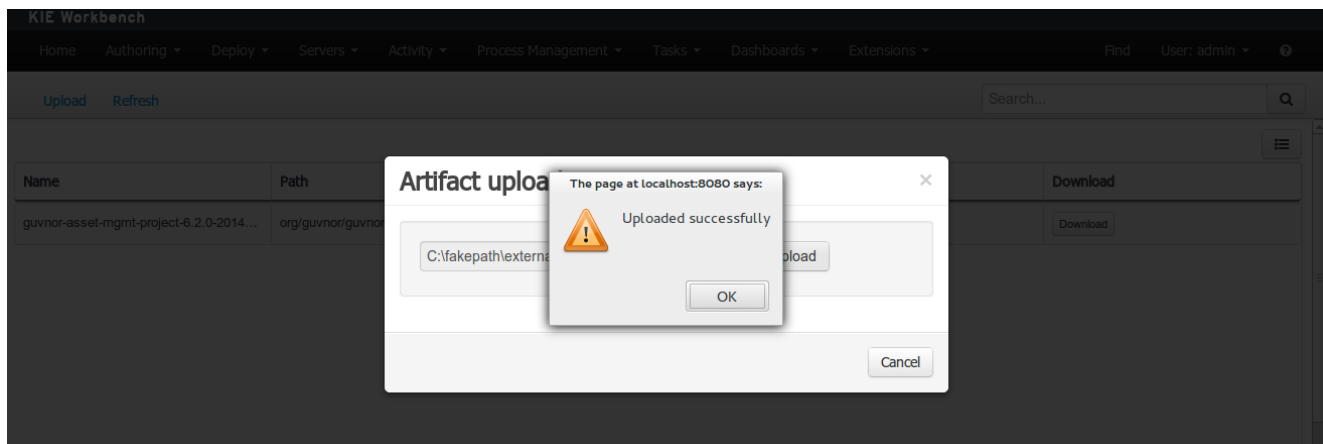 KIE Workbench
Home Authoring Deploy Servers Activity Process Management Tasks Dashboards Extensions Find User: admin
Upload Refresh Search...
Name Path Download
guvnor-asset-mgmt-project-6.2.0-2014... org/guvnor/guvnor Download
Artifact uploa
The page at localhost:8080 says:
Uploaded successfully
C:\fakepath\externa pload
OK
Cancel